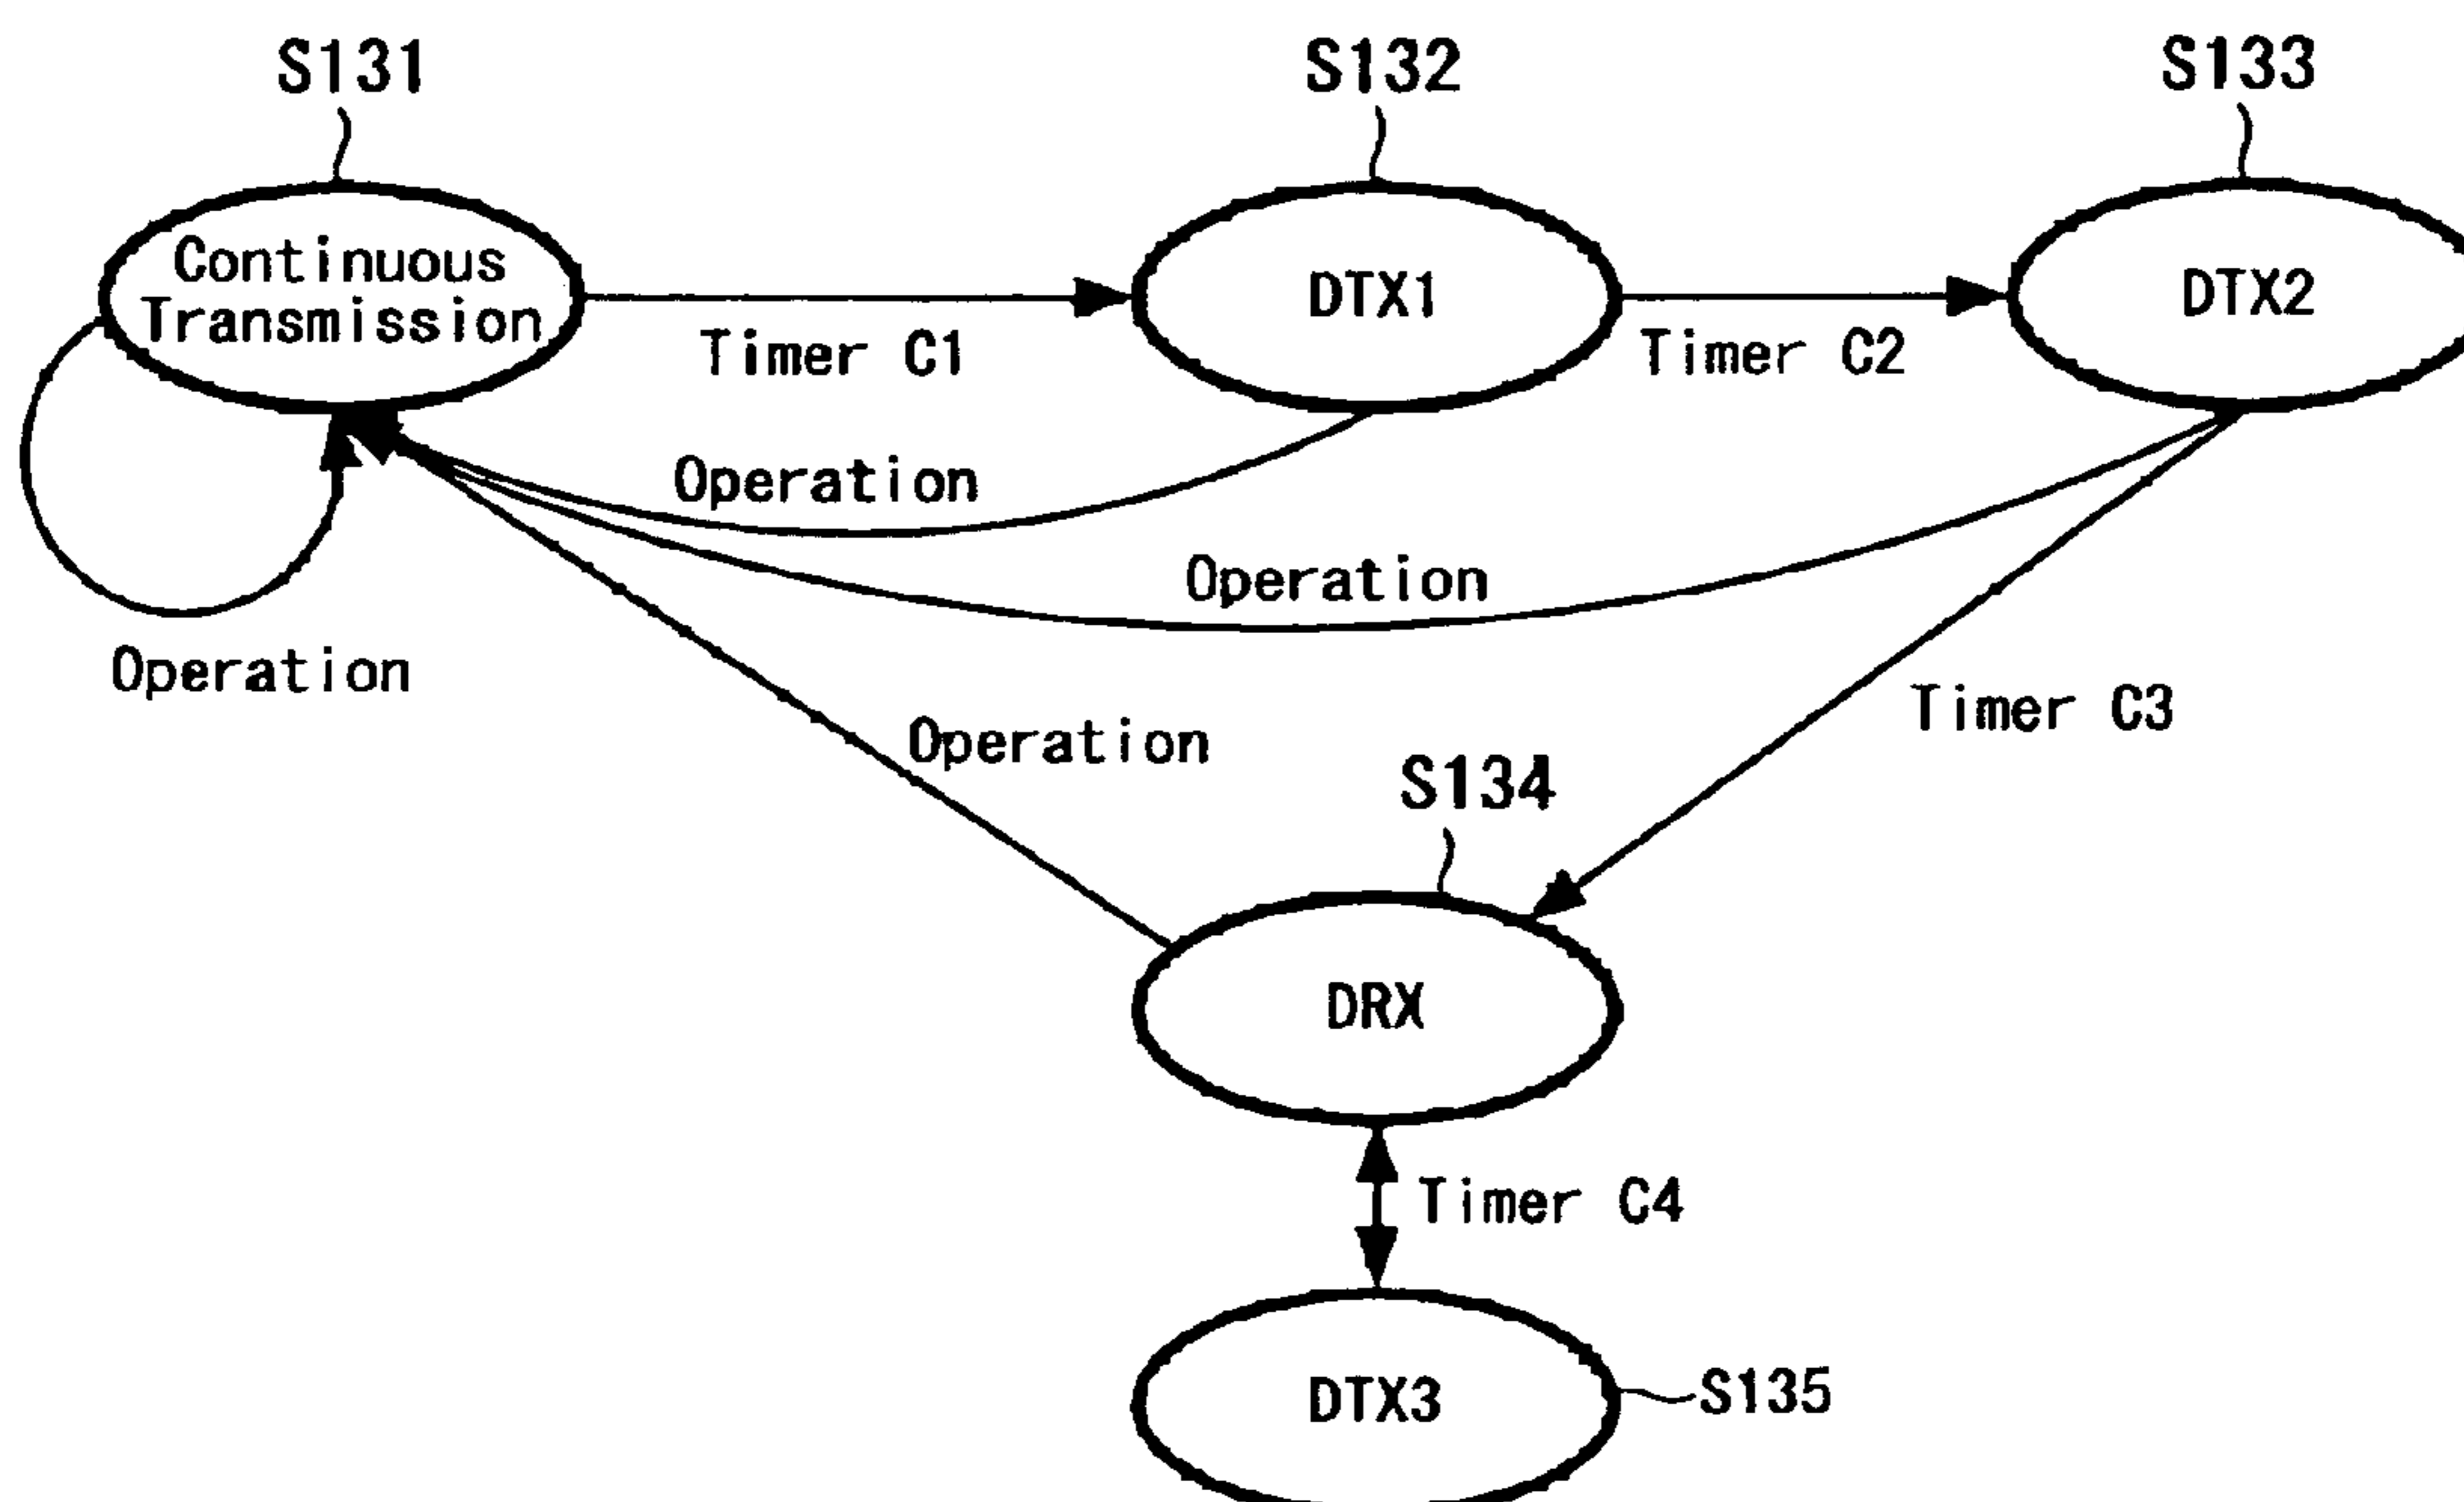 S131
S132
S133
Continuous
Transmission
DTX1
DTX2
Timer C1
Timer C2
Operation
Operation
Operation
Operation
Timer C3
S134
DRX
Timer C4
DTX3
S135